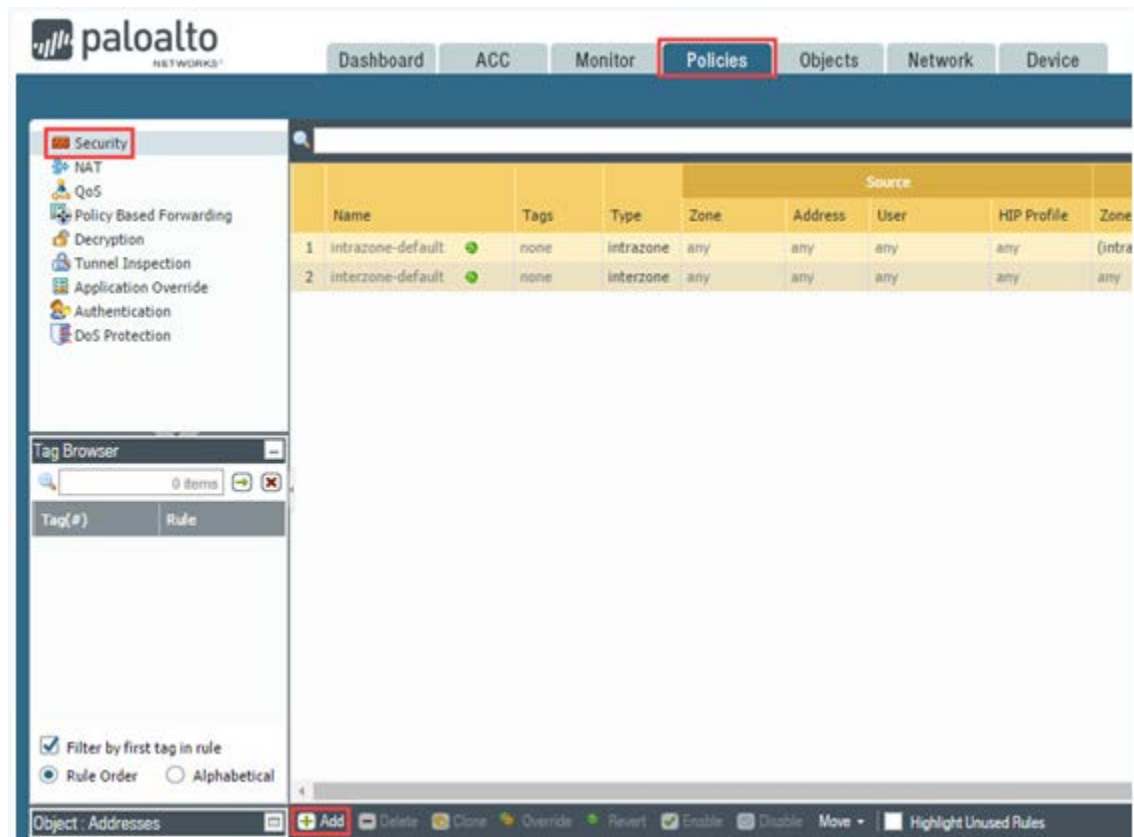 paloalto
NETWORKS®
Dashboard ACC Monitor Policies Objects Network Device
Security
NAT
QoS
Policy Based Forwarding
Decryption
Tunnel Inspection
Application Override
Authentication
DoS Protection
Source
Name Tags Type Zone Address User HIP Profile Zone
1 intrazone-default none intrazone any any any any (intra
2 interzone-default none interzone any any any any any
Tag Browser
0 items
Tag(#) Rule
Filter by first tag in rule
Rule Order Alphabetical
Object : Addresses
Add Delete Clone Override Revert Enable Disable Move Highlight Unused Rules